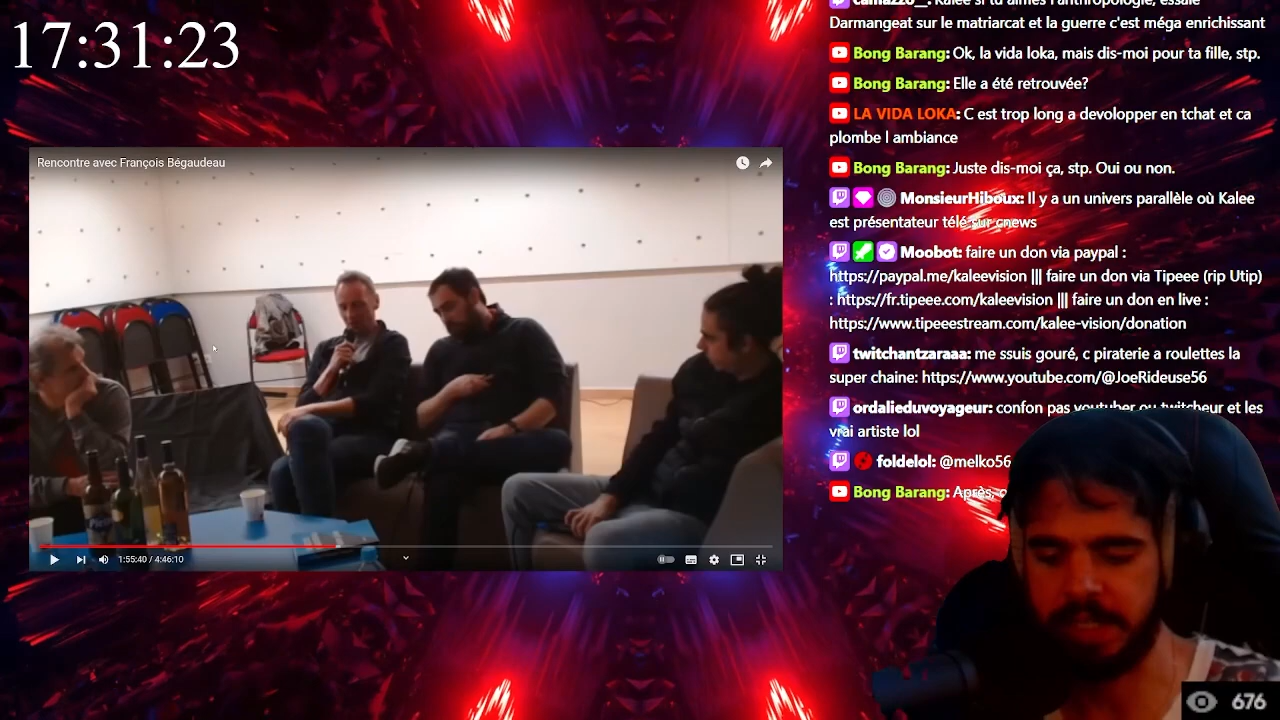 17:31:23
Rencontre avec François Bégaudeau
1:55:40 / 4:46:10
Kalee si tu aimes l'anthropologie, essaie
Darmangeat sur le matriarcat et la guerre c'est méga enrichissant
Bong Barang: Ok, la vida loka, mais dis-moi pour ta fille, stp.
Bong Barang: Elle a été retrouvée?
LA VIDA LOKA: C est trop long a devolopper en tchat et ca
plombe l ambiance
Bong Barang: Juste dis-moi ça, stp. Oui ou non.
MonsieurHiboux: Il y a un univers parallèle où Kalee
est présentateur télé sur cnews
Moobot: faire un don via paypal :
https://paypal.me/kaleevision ||| faire un don via Tipeee (rip Utip)
: https://fr.tipeee.com/kaleevision ||| faire un don en live :
https://www.tipeeestream.com/kalee-vision/donation
twitchantzaraaa: me ssuis gouré, c piraterie a roulettes la
super chaine: https://www.youtube.com/@JoeRideuse56
ordalieduvoyageur: confon pas youtuber ou twitcheur et les
vrai artiste lol
foldelol: @melko56
Bong Barang: Après,
676